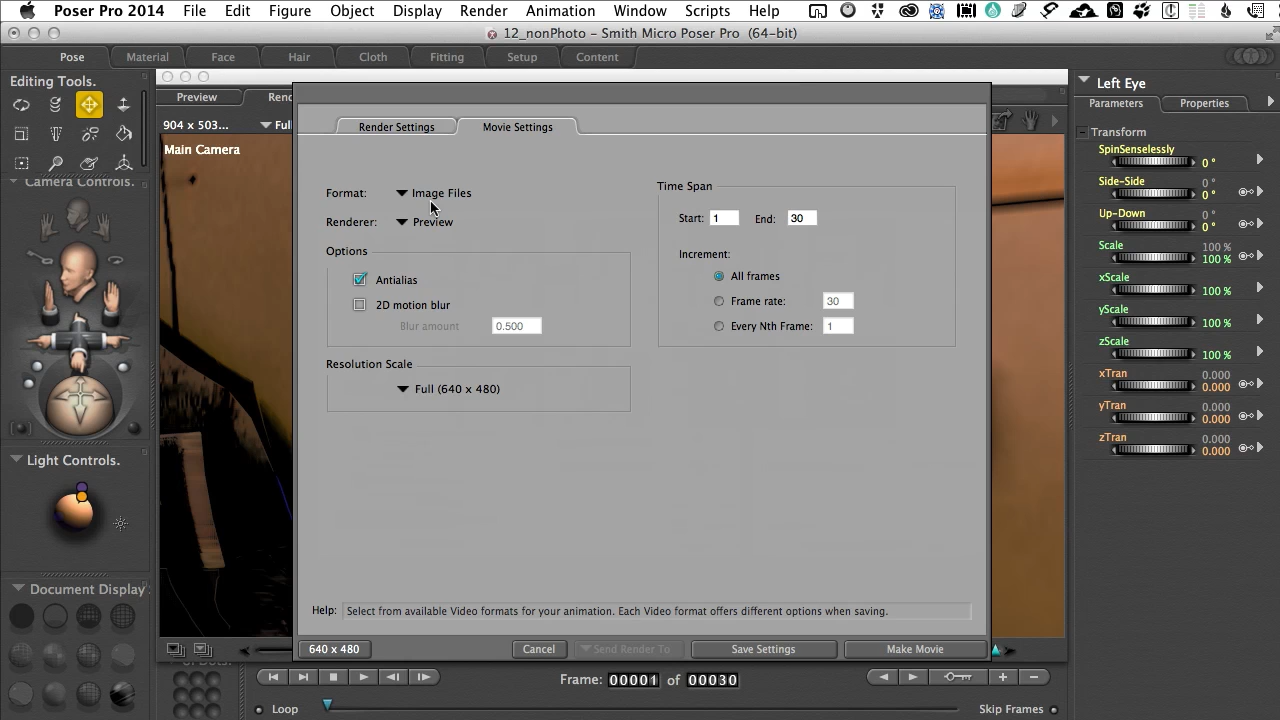 Poser Pro 2014 File Edit Figure Object Display Render Animation Window Scripts Help
12_nonPhoto - Smith Micro Poser Pro (64-bit)
Pose Material Face Hair Cloth Fitting Setup Content
Editing Tools.
Preview
904 x 503...
Main Camera
Camera Controls.
Light Controls.
Document Display
Render Settings Movie Settings
Format: Image Files
Renderer: Preview
Options
Antialias
2D motion blur
Blur amount 0.500
Resolution Scale
Full (640 x 480)
Time Span
Start: 1 End: 30
Increment:
All frames
Frame rate: 30
Every Nth Frame: 1
Help: Select from available Video formats for your animation. Each Video format offers different options when saving.
640 x 480 Cancel Send Render To Save Settings Make Movie
Frame: 00001 of 00030
Loop Skip Frames
Left Eye
Parameters Properties
Transform
SpinSenselessly
0 °
Side-Side 0 °
0 °
Up-Down 0 °
0 °
Scale 100 %
100 %
xScale
100 %
yScale
100 %
zScale
100 %
xTran 0.000
0.000
yTran 0.000
0.000
zTran 0.000
0.000